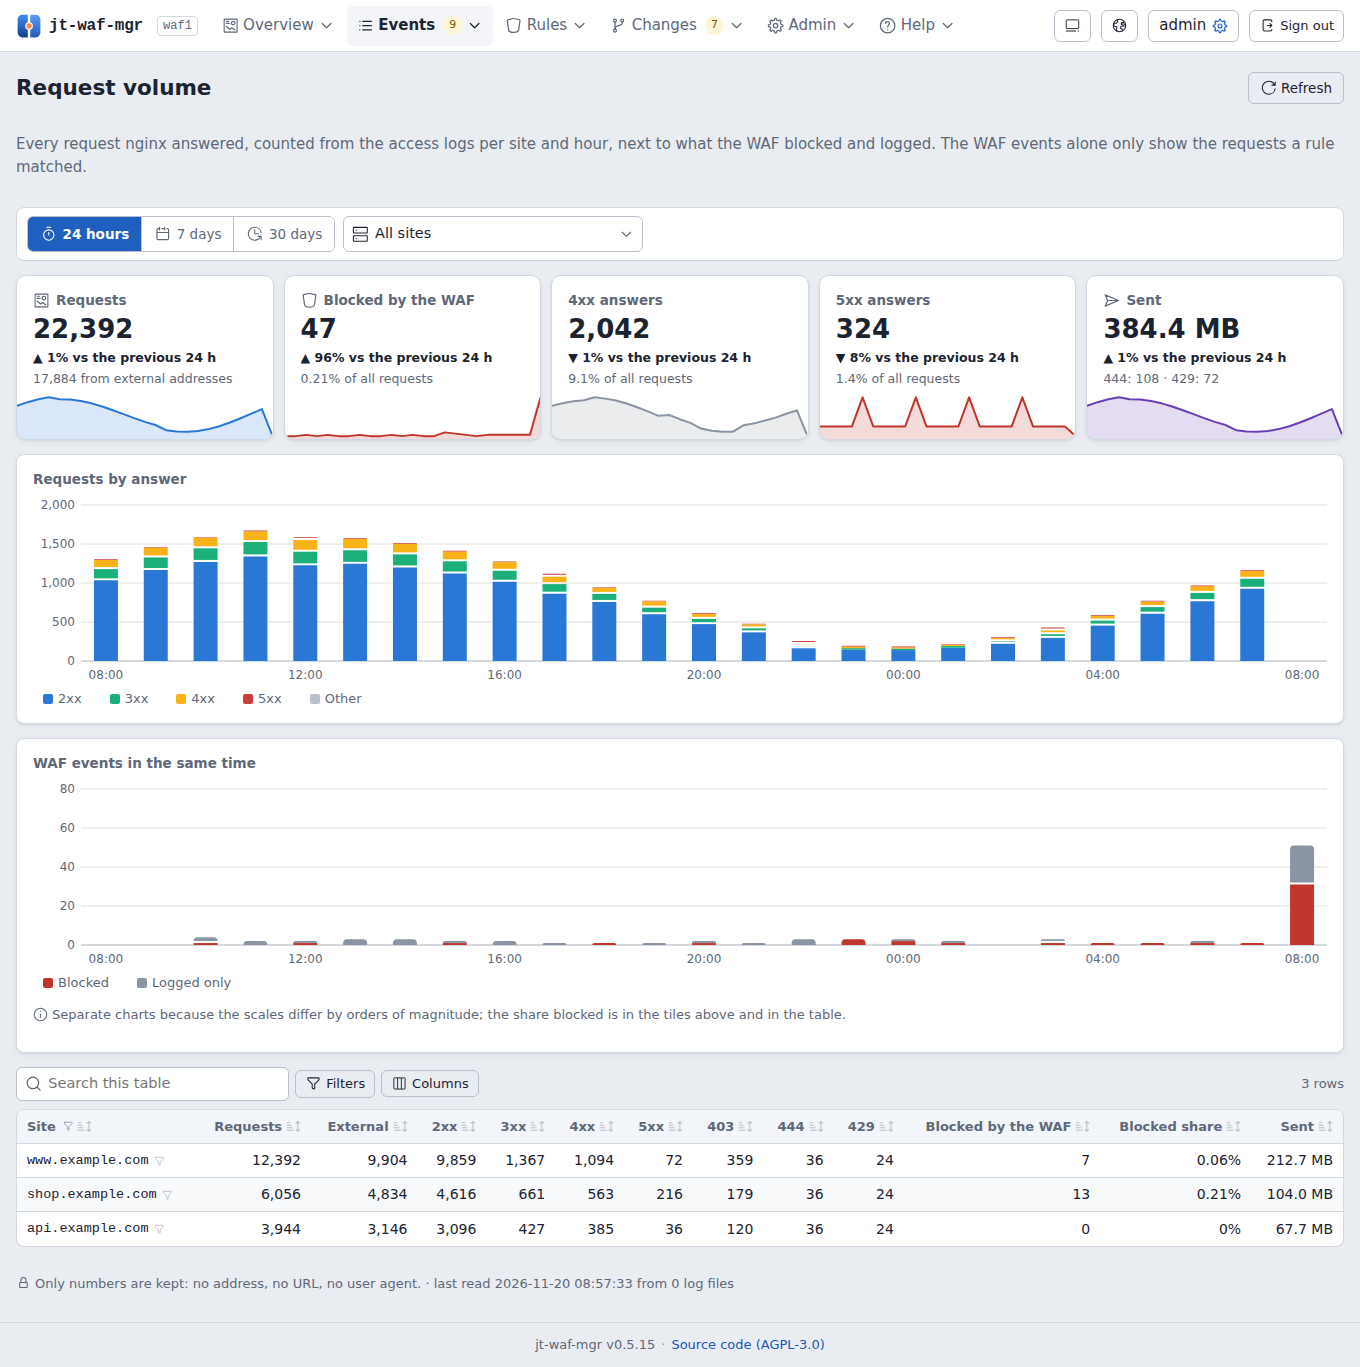 jt-waf-mgr waf1 Overview Events 9 Rules Changes 7 Admin Help admin Sign out
Request volume
Refresh
Every request nginx answered, counted from the access logs per site and hour, next to what the WAF blocked and logged. The WAF events alone only show the requests a rule
matched.
24 hours 7 days 30 days All sites
Requests
22,392
▲ 1% vs the previous 24 h
17,884 from external addresses
Blocked by the WAF
47
▲ 96% vs the previous 24 h
0.21% of all requests
4xx answers
2,042
▼ 1% vs the previous 24 h
9.1% of all requests
5xx answers
324
▼ 8% vs the previous 24 h
1.4% of all requests
Sent
384.4 MB
▲ 1% vs the previous 24 h
444: 108 · 429: 72
Requests by answer
2,000
1,500
1,000
500
0
08:00 12:00 16:00 20:00 00:00 04:00 08:00
2xx 3xx 4xx 5xx Other
WAF events in the same time
80
60
40
20
0
08:00 12:00 16:00 20:00 00:00 04:00 08:00
Blocked Logged only
Separate charts because the scales differ by orders of magnitude; the share blocked is in the tiles above and in the table.
Search this table Filters Columns 3 rows
Site Requests External 2xx 3xx 4xx 5xx 403 444 429 Blocked by the WAF Blocked share Sent
www.example.com 12,392 9,904 9,859 1,367 1,094 72 359 36 24 7 0.06% 212.7 MB
shop.example.com 6,056 4,834 4,616 661 563 216 179 36 24 13 0.21% 104.0 MB
api.example.com 3,944 3,146 3,096 427 385 36 120 36 24 0 0% 67.7 MB
Only numbers are kept: no address, no URL, no user agent. · last read 2026-11-20 08:57:33 from 0 log files
jt-waf-mgr v0.5.15 · Source code (AGPL-3.0)